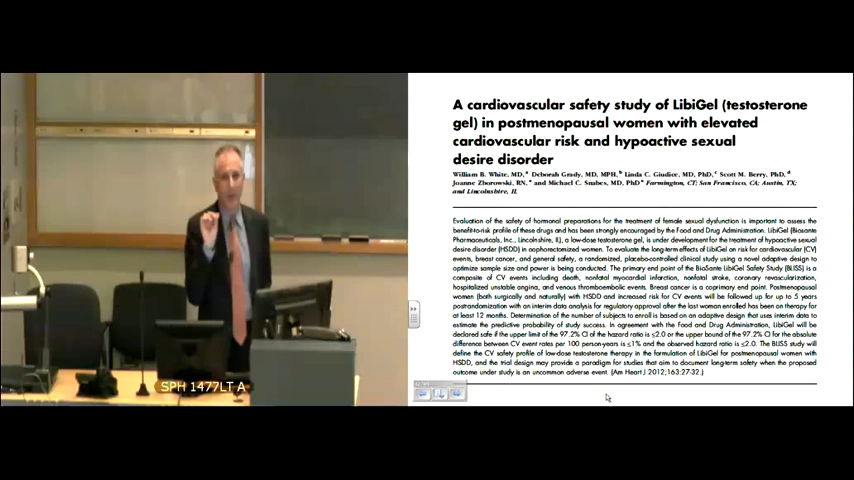 A cardiovascular safety study of LibiGel (testosterone
gel) in postmenopausal women with elevated
cardiovascular risk and hypoactive sexual
desire disorder
William B. White, MD,ᵃ Deborah Grady, MD, MPH,ᵇ Linda C. Giudice, MD, PhD,ᶜ Scott M. Berry, PhD,ᵈ
Joanne Zborowski, RN,ᵉ and Michael C. Snabes, MD, PhDᵉ Farmington, CT; San Francisco, CA; Austin, TX;
and Lincolnshire, IL
Evaluation of the safety of hormonal preparations for the treatment of female sexual dysfunction is important to assess the
benefit-to-risk profile of these drugs and has been strongly encouraged by the Food and Drug Administration. LibiGel (BioSante
Pharmaceuticals, Inc., Lincolnshire, IL), a low-dose testosterone gel, is under development for the treatment of hypoactive sexual
desire disorder (HSDD) in oophorectomized women. To evaluate the long-term effects of LibiGel on risk for cardiovascular (CV)
events, breast cancer, and general safety, a randomized, placebo-controlled clinical study using a novel adaptive design to
optimize sample size and power is being conducted. The primary end point of the BioSante LibiGel Safety Study (BLISS) is a
composite of CV events including death, nonfatal myocardial infarction, nonfatal stroke, coronary revascularization,
hospitalized unstable angina, and venous thromboembolic events. Breast cancer is a coprimary end point. Postmenopausal
women (both surgically and naturally) with HSDD and increased risk for CV events will be followed up for up to 5 years
postrandomization with an interim data analysis for regulatory approval after the last woman enrolled has been on therapy for
at least 12 months. Determination of the number of subjects to enroll is based on an adaptive design that uses interim data to
estimate the predictive probability of study success. In agreement with the Food and Drug Administration, LibiGel will be
declared safe if the upper limit of the 97.2% CI of the hazard ratio is ≤2.0 or the upper bound of the 97.2% CI for the absolute
difference between CV event rates per 100 person-years is ≤1% and the observed hazard ratio is ≤2.0. The BLISS study will
define the CV safety profile of low-dose testosterone therapy in the formulation of LibiGel for postmenopausal women with
HSDD, and the trial design may provide a paradigm for studies that aim to document long-term safety when the proposed
outcome under study is an uncommon adverse event. (Am Heart J 2012;163:27-32.)
SPH 1477LT A